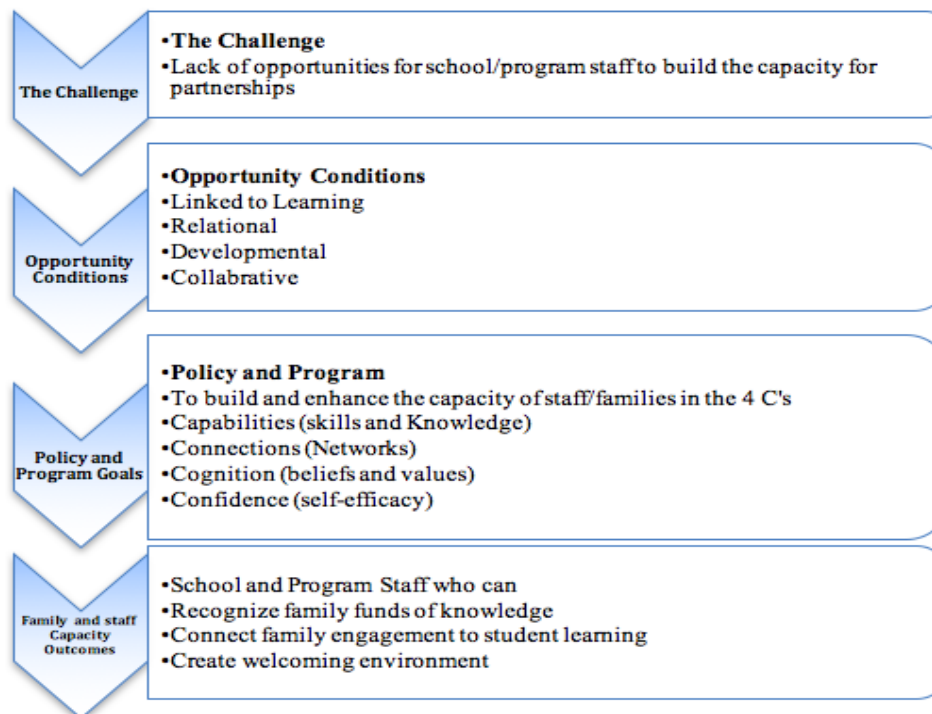 The Challenge
•The Challenge
•Lack of opportunities for school/program staff to build the capacity for
partnerships
Opportunity
Conditions
•Opportunity Conditions
•Linked to Learning
•Relational
•Developmental
•Collabrative
Policy and
Program Goals
•Policy and Program
•To build and enhance the capacity of staff/families in the 4 C's
•Capabilities (skills and Knowledge)
•Connections (Networks)
•Cognition (beliefs and values)
•Confidence (self-efficacy)
Family and staff
Capacity
Outcomes
•School and Program Staff who can
•Recognize family funds of knowledge
•Connect family engagement to student learning
•Create welcoming environment